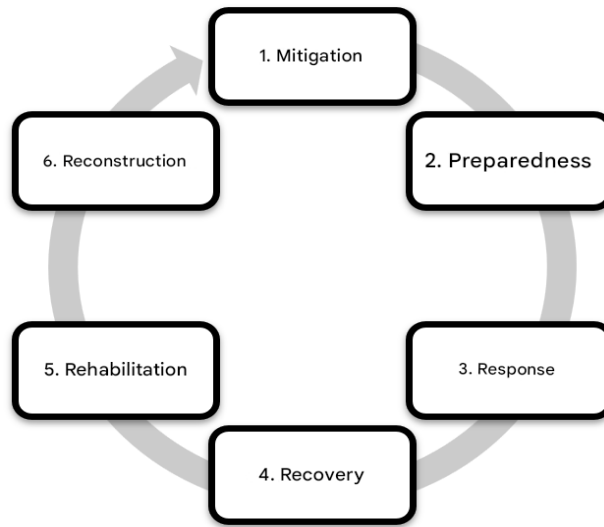 1. Mitigation
2. Preparedness
3. Response
4. Recovery
5. Rehabilitation
6. Reconstruction